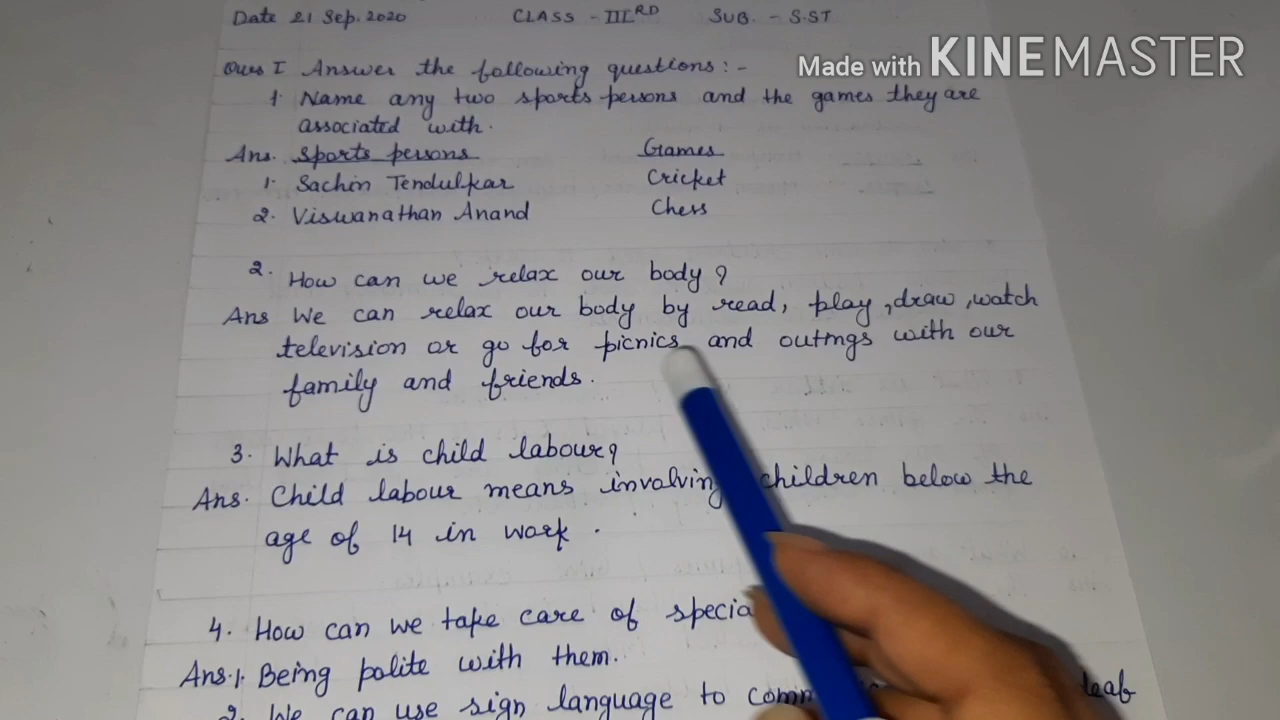 Date 21 Sep. 2020 CLASS - IIIRD SUB. - S.ST
Made with KINEMASTER
Ques I Answer the following questions :-
1. Name any two sports persons and the games they are
associated with.
Ans. Sports persons Games
1. Sachin Tendulkar Cricket
2. Viswanathan Anand Chess
2. How can we relax our body?
Ans We can relax our body by read, play, draw, watch
television or go for picnics and outings with our
family and friends.
3. What is child labour?
Ans. Child labour means involving children below the
age of 14 in work.
4. How can we take care of
Ans. 1. Being polite with them.
2. We can use sign language to